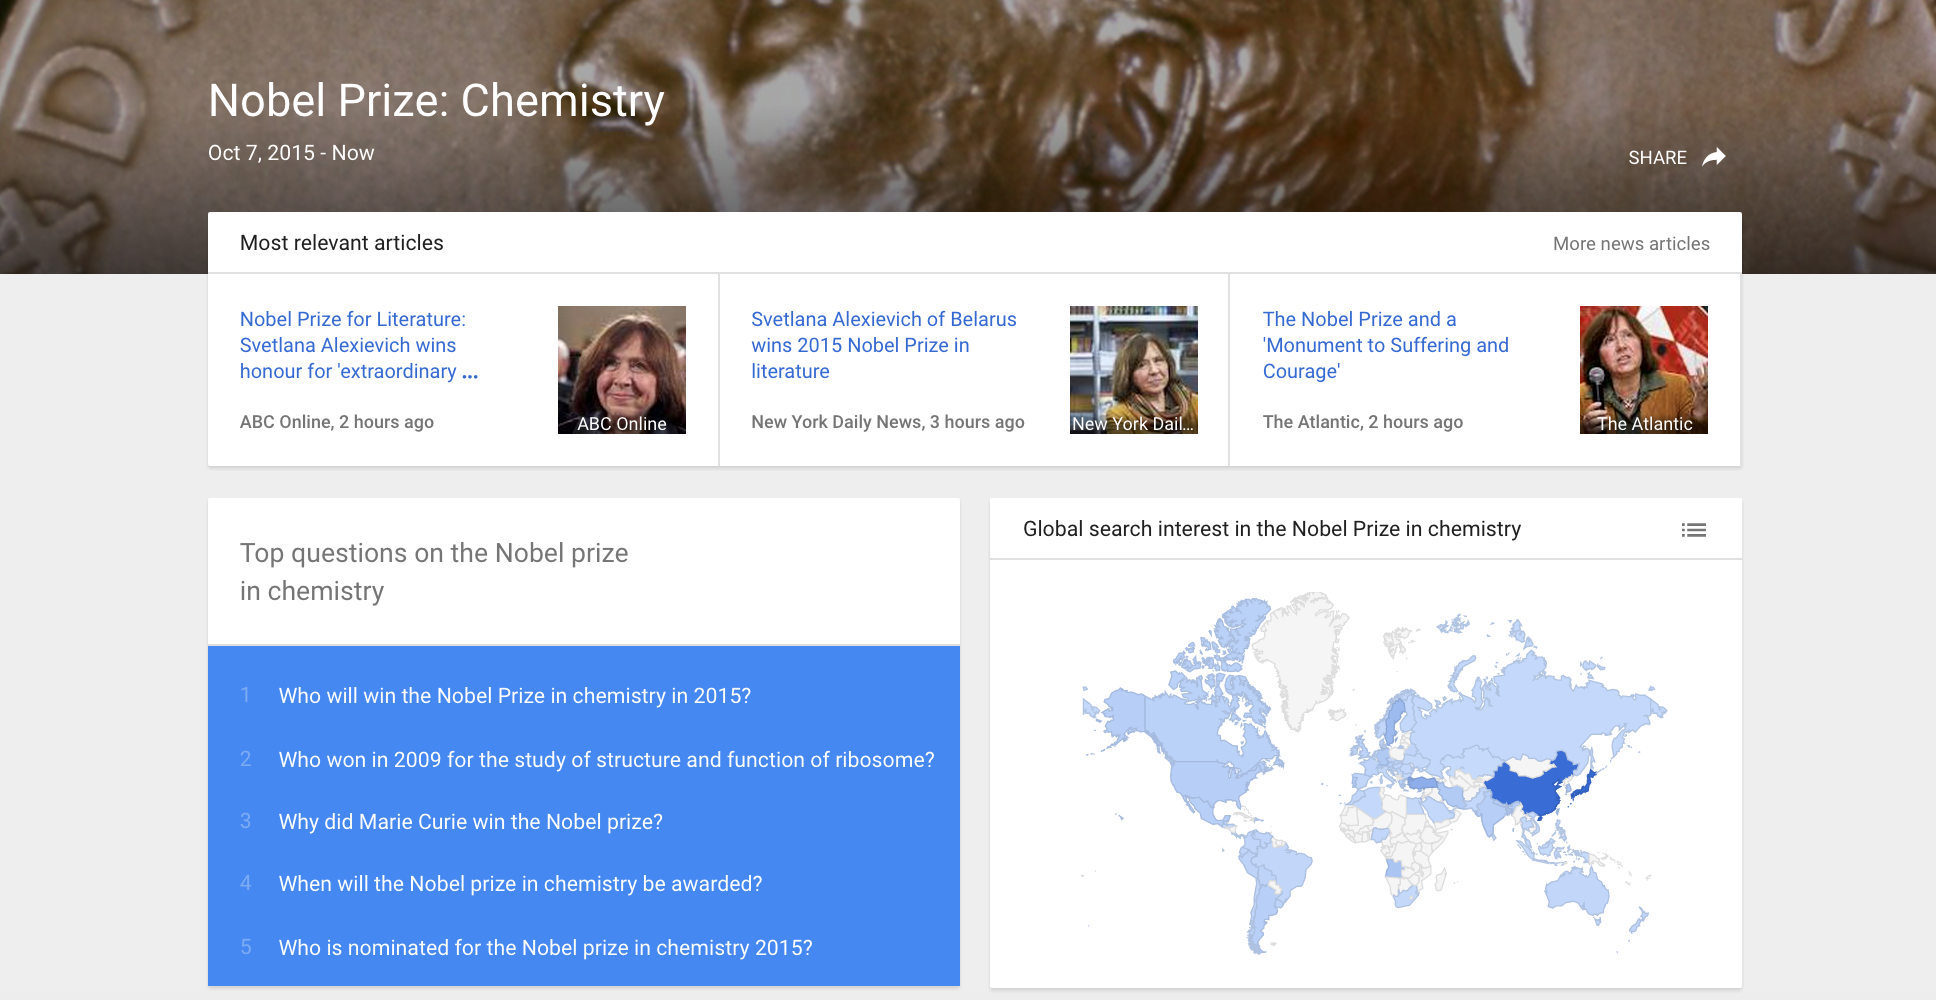 Nobel Prize: Chemistry
Oct 7, 2015 - Now
SHARE
Most relevant articles
More news articles
Nobel Prize for Literature:
Svetlana Alexievich wins
honour for 'extraordinary ...
ABC Online, 2 hours ago
ABC Online
Svetlana Alexievich of Belarus
wins 2015 Nobel Prize in
literature
New York Daily News, 3 hours ago
New York Dail...
The Nobel Prize and a
'Monument to Suffering and
Courage'
The Atlantic, 2 hours ago
The Atlantic
Top questions on the Nobel prize
in chemistry
1 Who will win the Nobel Prize in chemistry in 2015?
2 Who won in 2009 for the study of structure and function of ribosome?
3 Why did Marie Curie win the Nobel prize?
4 When will the Nobel prize in chemistry be awarded?
5 Who is nominated for the Nobel prize in chemistry 2015?
Global search interest in the Nobel Prize in chemistry